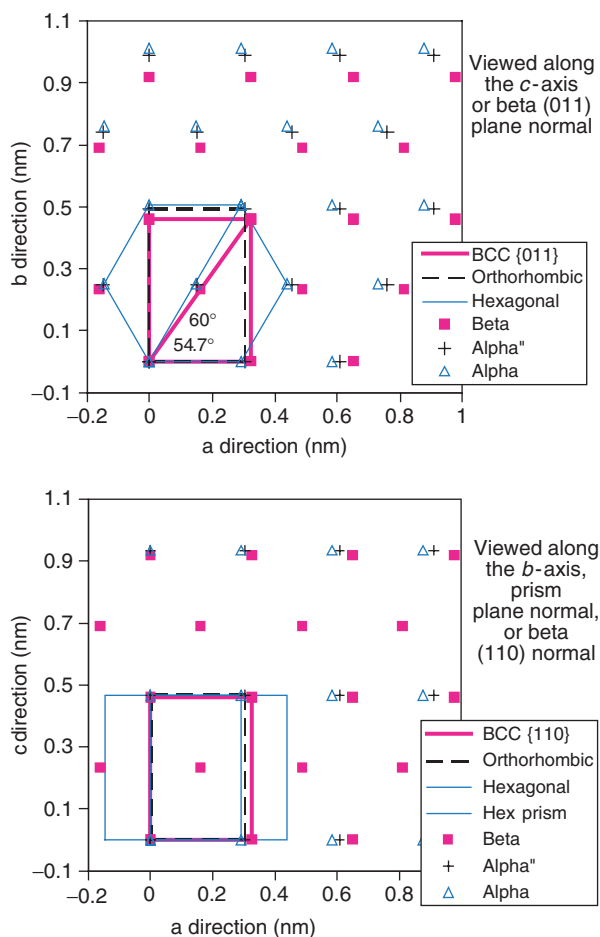 1.1
1.0
0.7
0.5
0.3
0.1
−0.1
b direction (nm)
60°
54.7°
−0.2
0
0.2
0.4
0.6
0.8
1
a direction (nm)
Viewed along
the c-axis
or beta (011)
plane normal
BCC {011}
Orthorhombic
Hexagonal
Beta
Alpha"
Alpha
1.1
0.9
0.7
0.5
0.3
0.1
−0.1
c direction (nm)
−0.2
0
0.2
0.4
0.6
0.8
a direction (nm)
Viewed along
the b-axis,
prism
plane normal,
or beta
(110) normal
BCC {110}
Orthorhombic
Hexagonal
Hex prism
Beta
Alpha"
Alpha